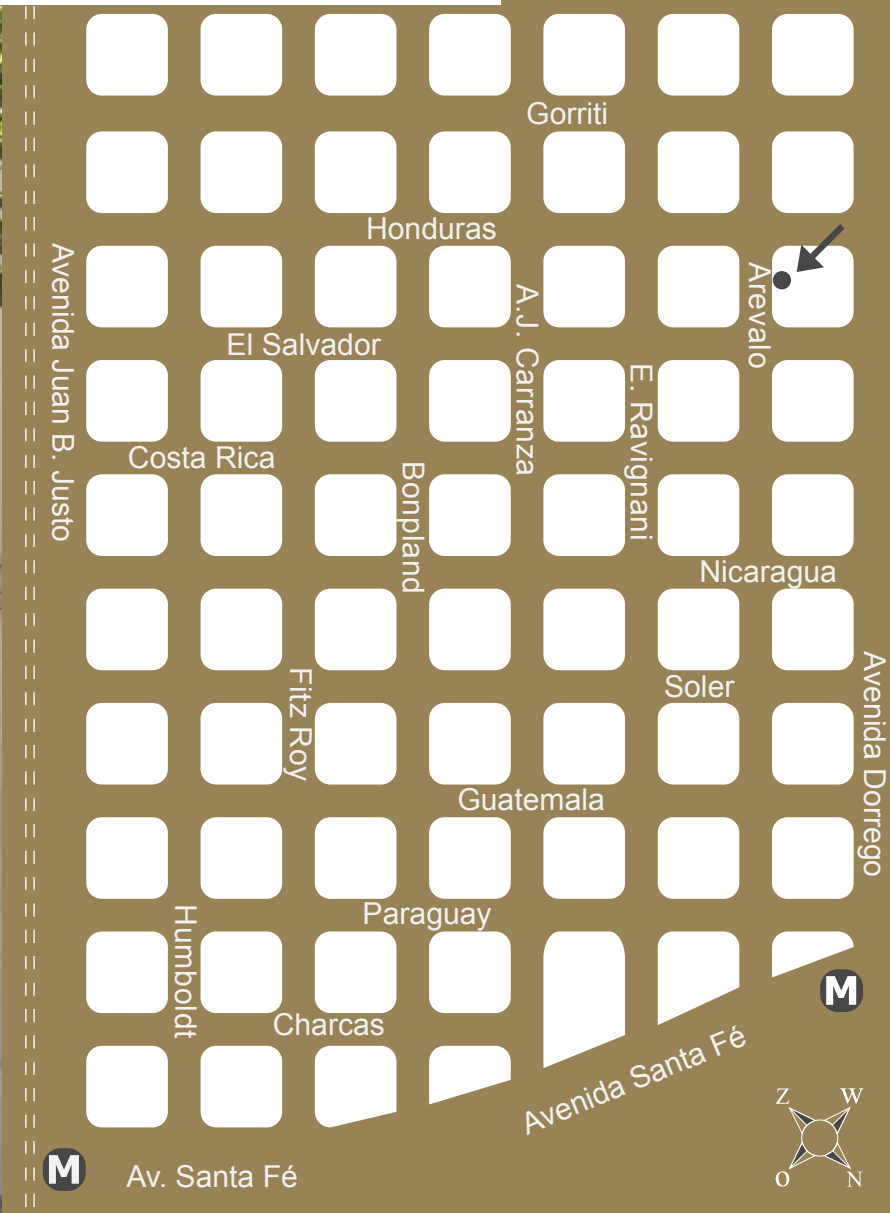 Gorriti
Honduras
Avenida Juan B. Justo
Arevalo
A.J. Carranza
El Salvador
E. Ravignani
Costa Rica
Bonpland
Nicaragua
Avenida Dorrego
Fitz Roy
Soler
Guatemala
Paraguay
Humboldt
M
Charcas
Avenida Santa Fé
M
Av. Santa Fé
Z W
O N